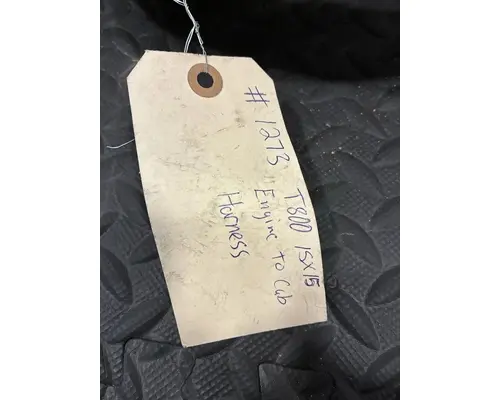 # 1273
T800 ISX15
"Engine To Cab
Harness